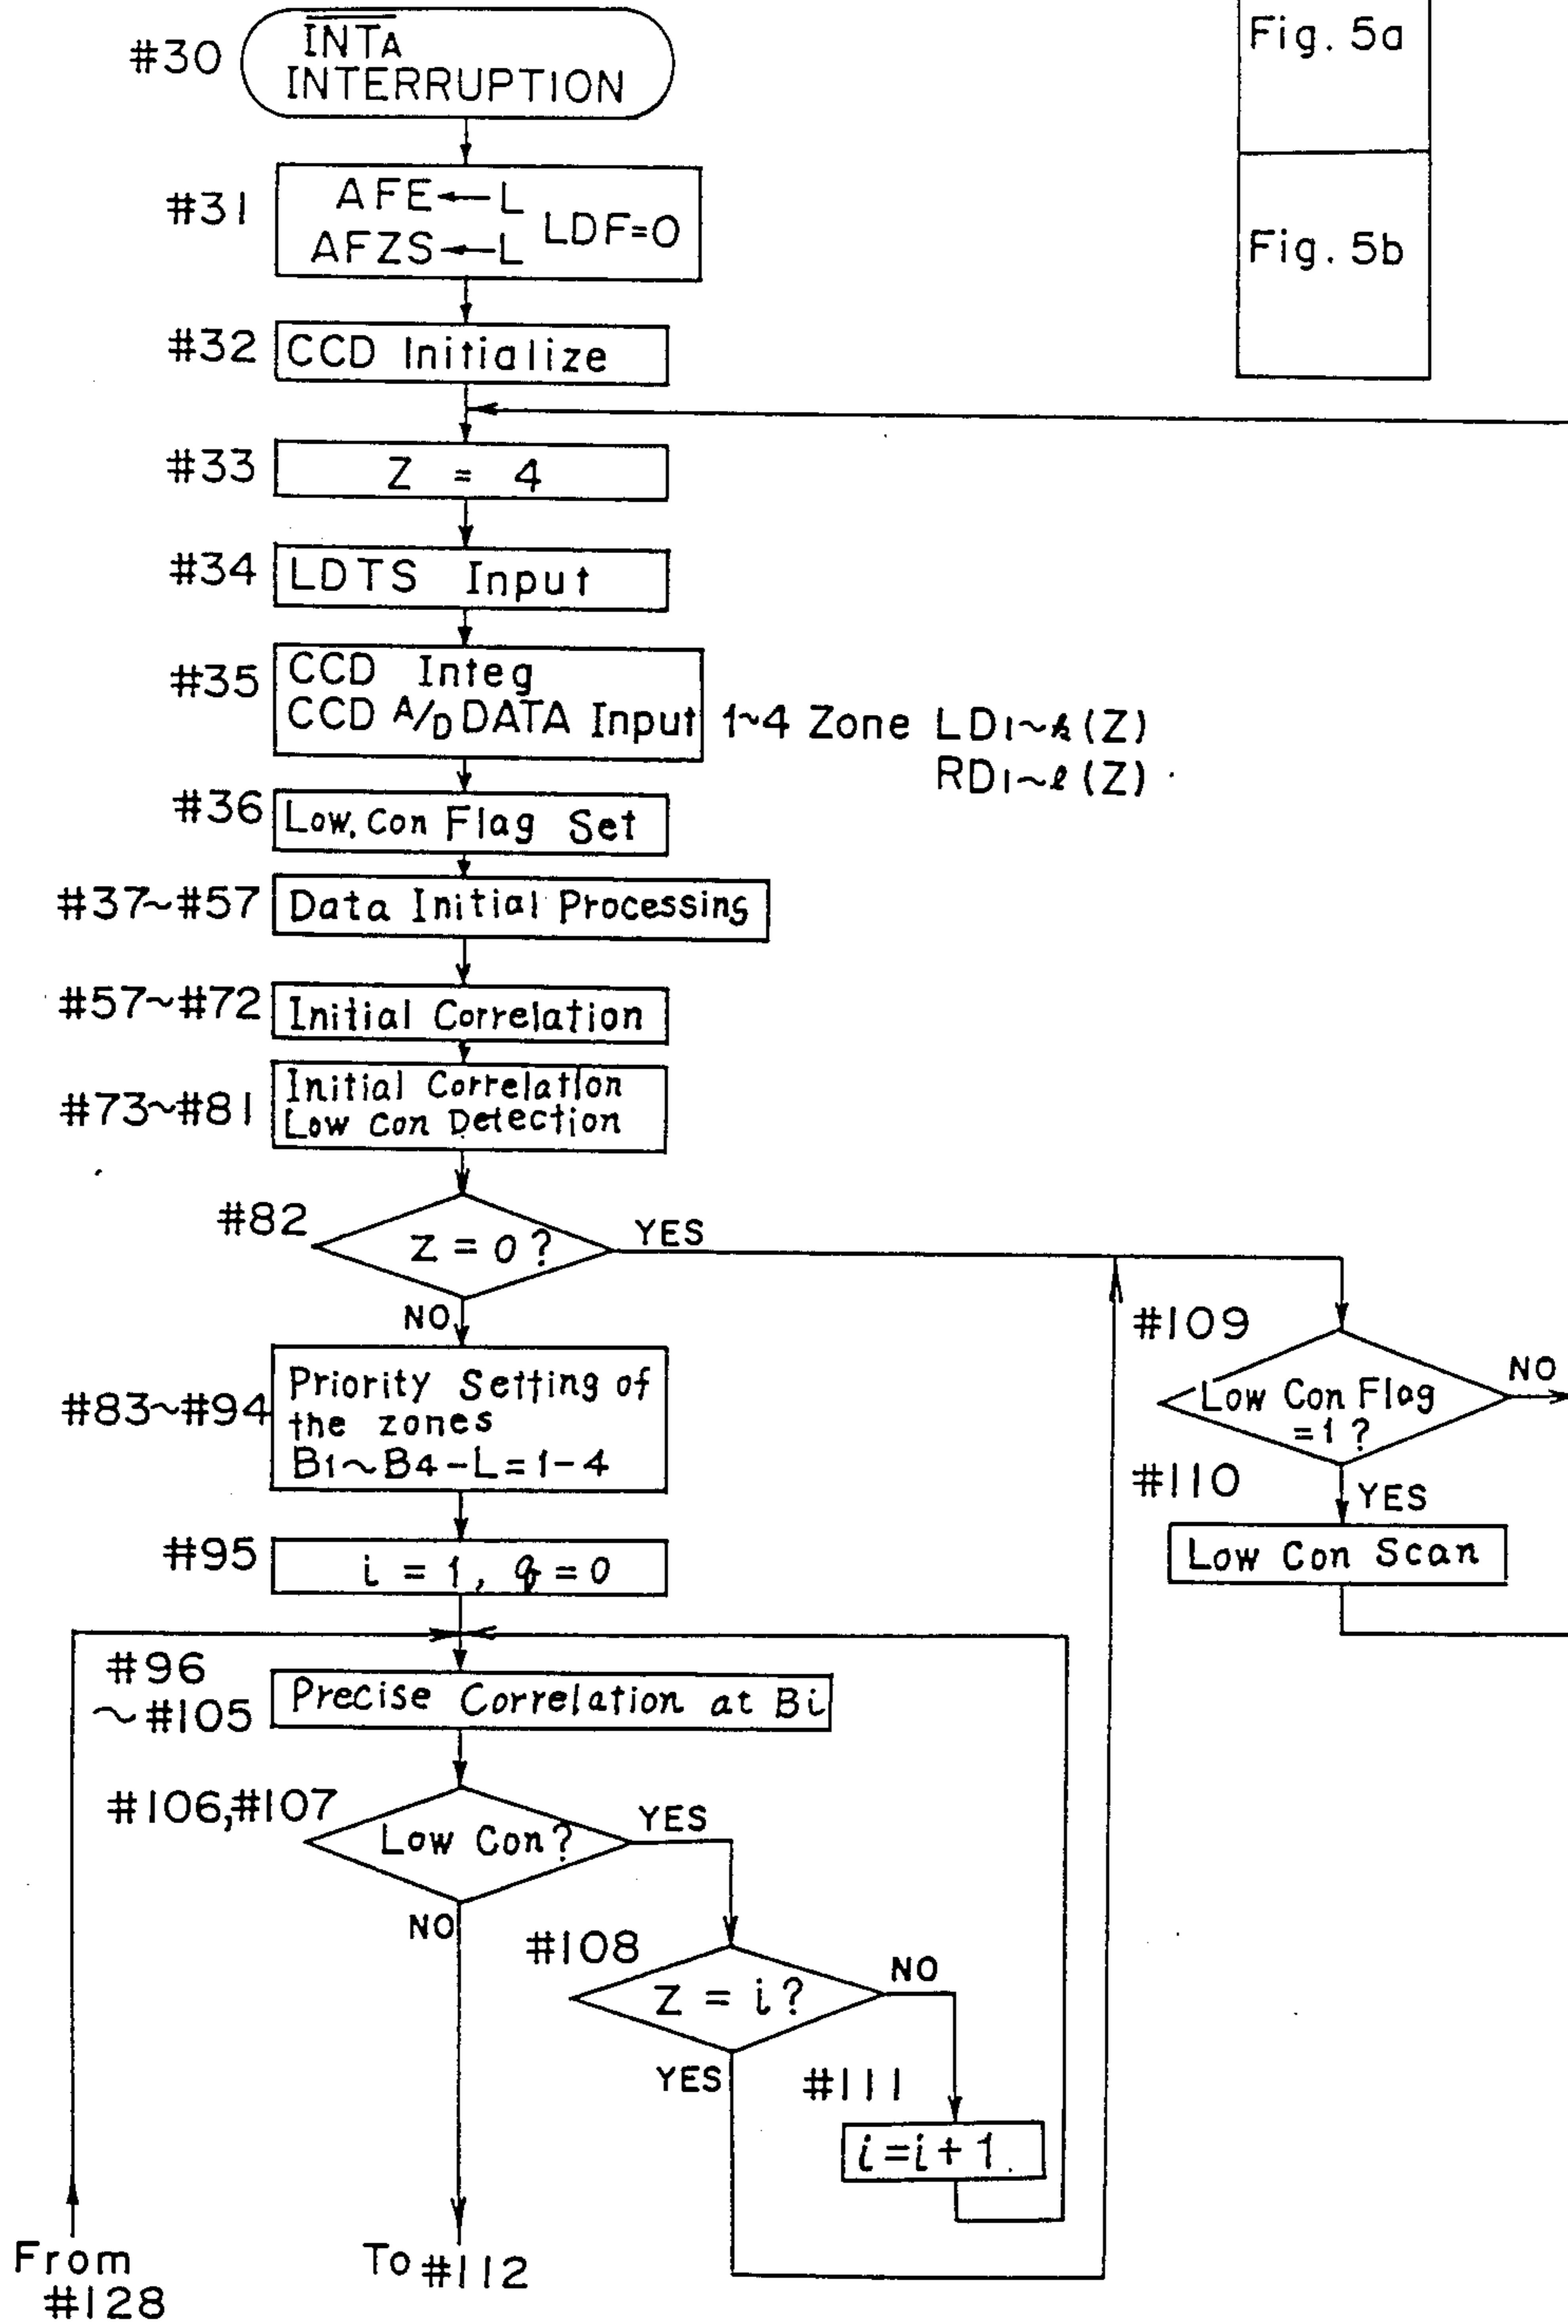 Fig. 5a
Fig. 5b
#30
INTA
INTERRUPTION
#31
AFE←L
AFZS←L
LDF=0
#32
CCD Initialize
#33
Z = 4
#34
LDTS Input
#35
CCD Integ
CCD A/D DATA Input
1~4 Zone LD1~k (Z)
RD1~l (Z)
#36
Low. Con Flag Set
#37~#57
Data Initial Processing
#57~#72
Initial Correlation
#73~#81
Initial Correlation
Low Con Detection
#82
Z = 0 ?
YES
NO
#109
Low Con Flag
=1 ?
NO
#110
YES
Low Con Scan
#83~#94
Priority Setting of
the zones
B1~B4-L=1-4
#95
i = 1, q = 0
#96
~#105
Precise Correlation at Bi
#106,#107
Low Con?
YES
NO
#108
Z = i ?
NO
YES
#111
i=i+1
From
#128
To #112